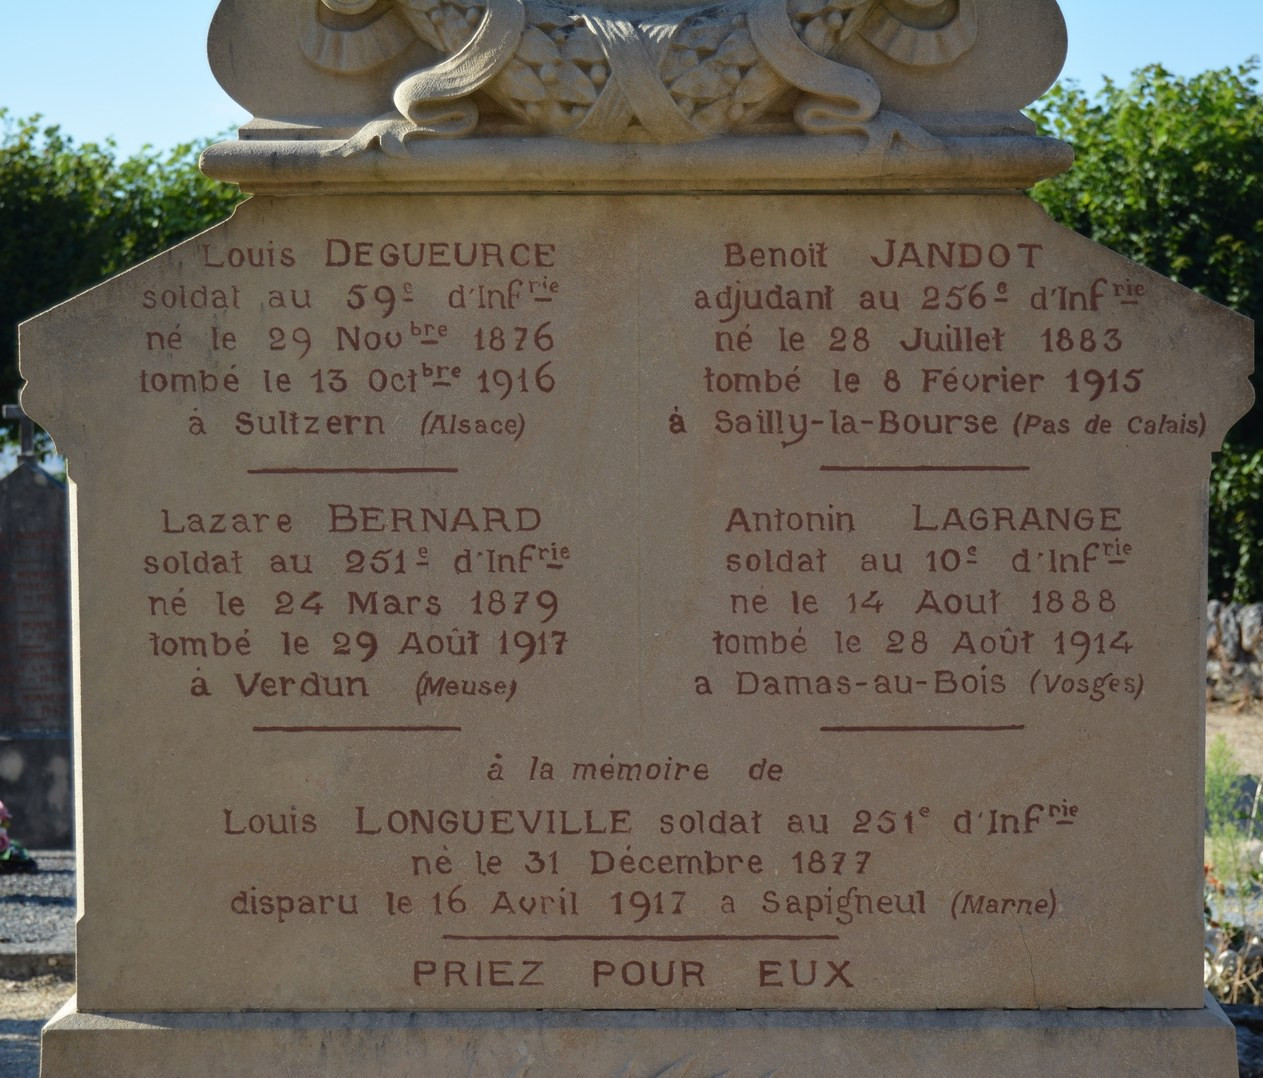 Louis DEGUEURCE
soldat au 59e d'Infrie
né le 29 Novbre 1876
tombé le 13 Octbre 1916
à Sultzern (Alsace)
Benoit JANDOT
adjudant au 256e d'Infrie
né le 28 Juillet 1883
tombé le 8 Février 1915
à Sailly-la-Bourse (Pas de Calais)
Lazare BERNARD
soldat au 251e d'Infrie
né le 24 Mars 1879
tombé le 29 Août 1917
à Verdun (Meuse)
Antonin LAGRANGE
soldat au 10e d'Infrie
né le 14 Aout 1888
tombé le 28 Août 1914
a Damas-au-Bois (Vosges)
à la mémoire de
Louis LONGUEVILLE soldat au 251e d'Infrie
nè le 31 Décembre 1877
disparu le 16 Avril 1917 a Sapigneul (Marne)
PRIEZ POUR EUX